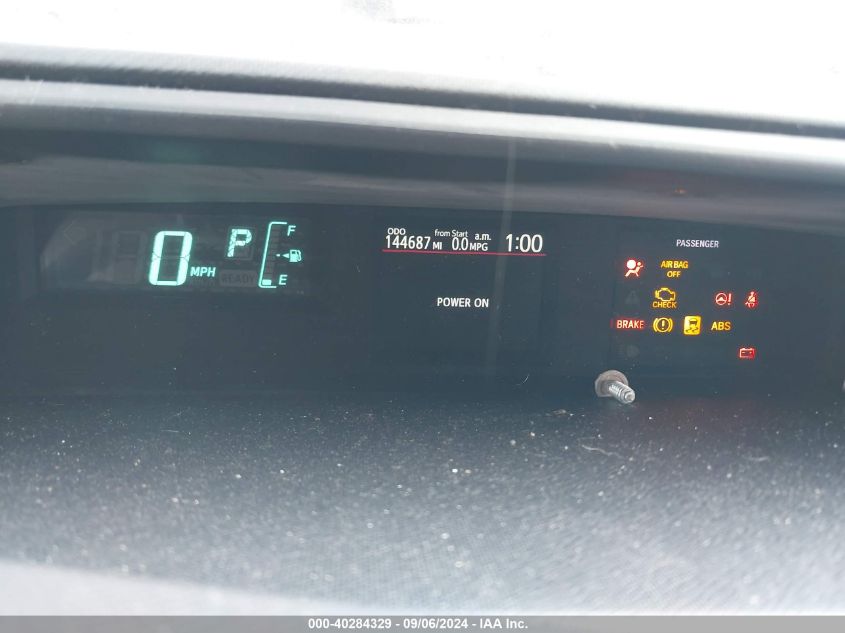 0 MPH
P
READY
F
E
ODO
144687 MI
from Start
0.0 MPG
a.m.
1:00
POWER ON
PASSENGER
AIR BAG
OFF
CHECK
BRAKE
ABS
000-40284329 - 09/06/2024 - IAA Inc.